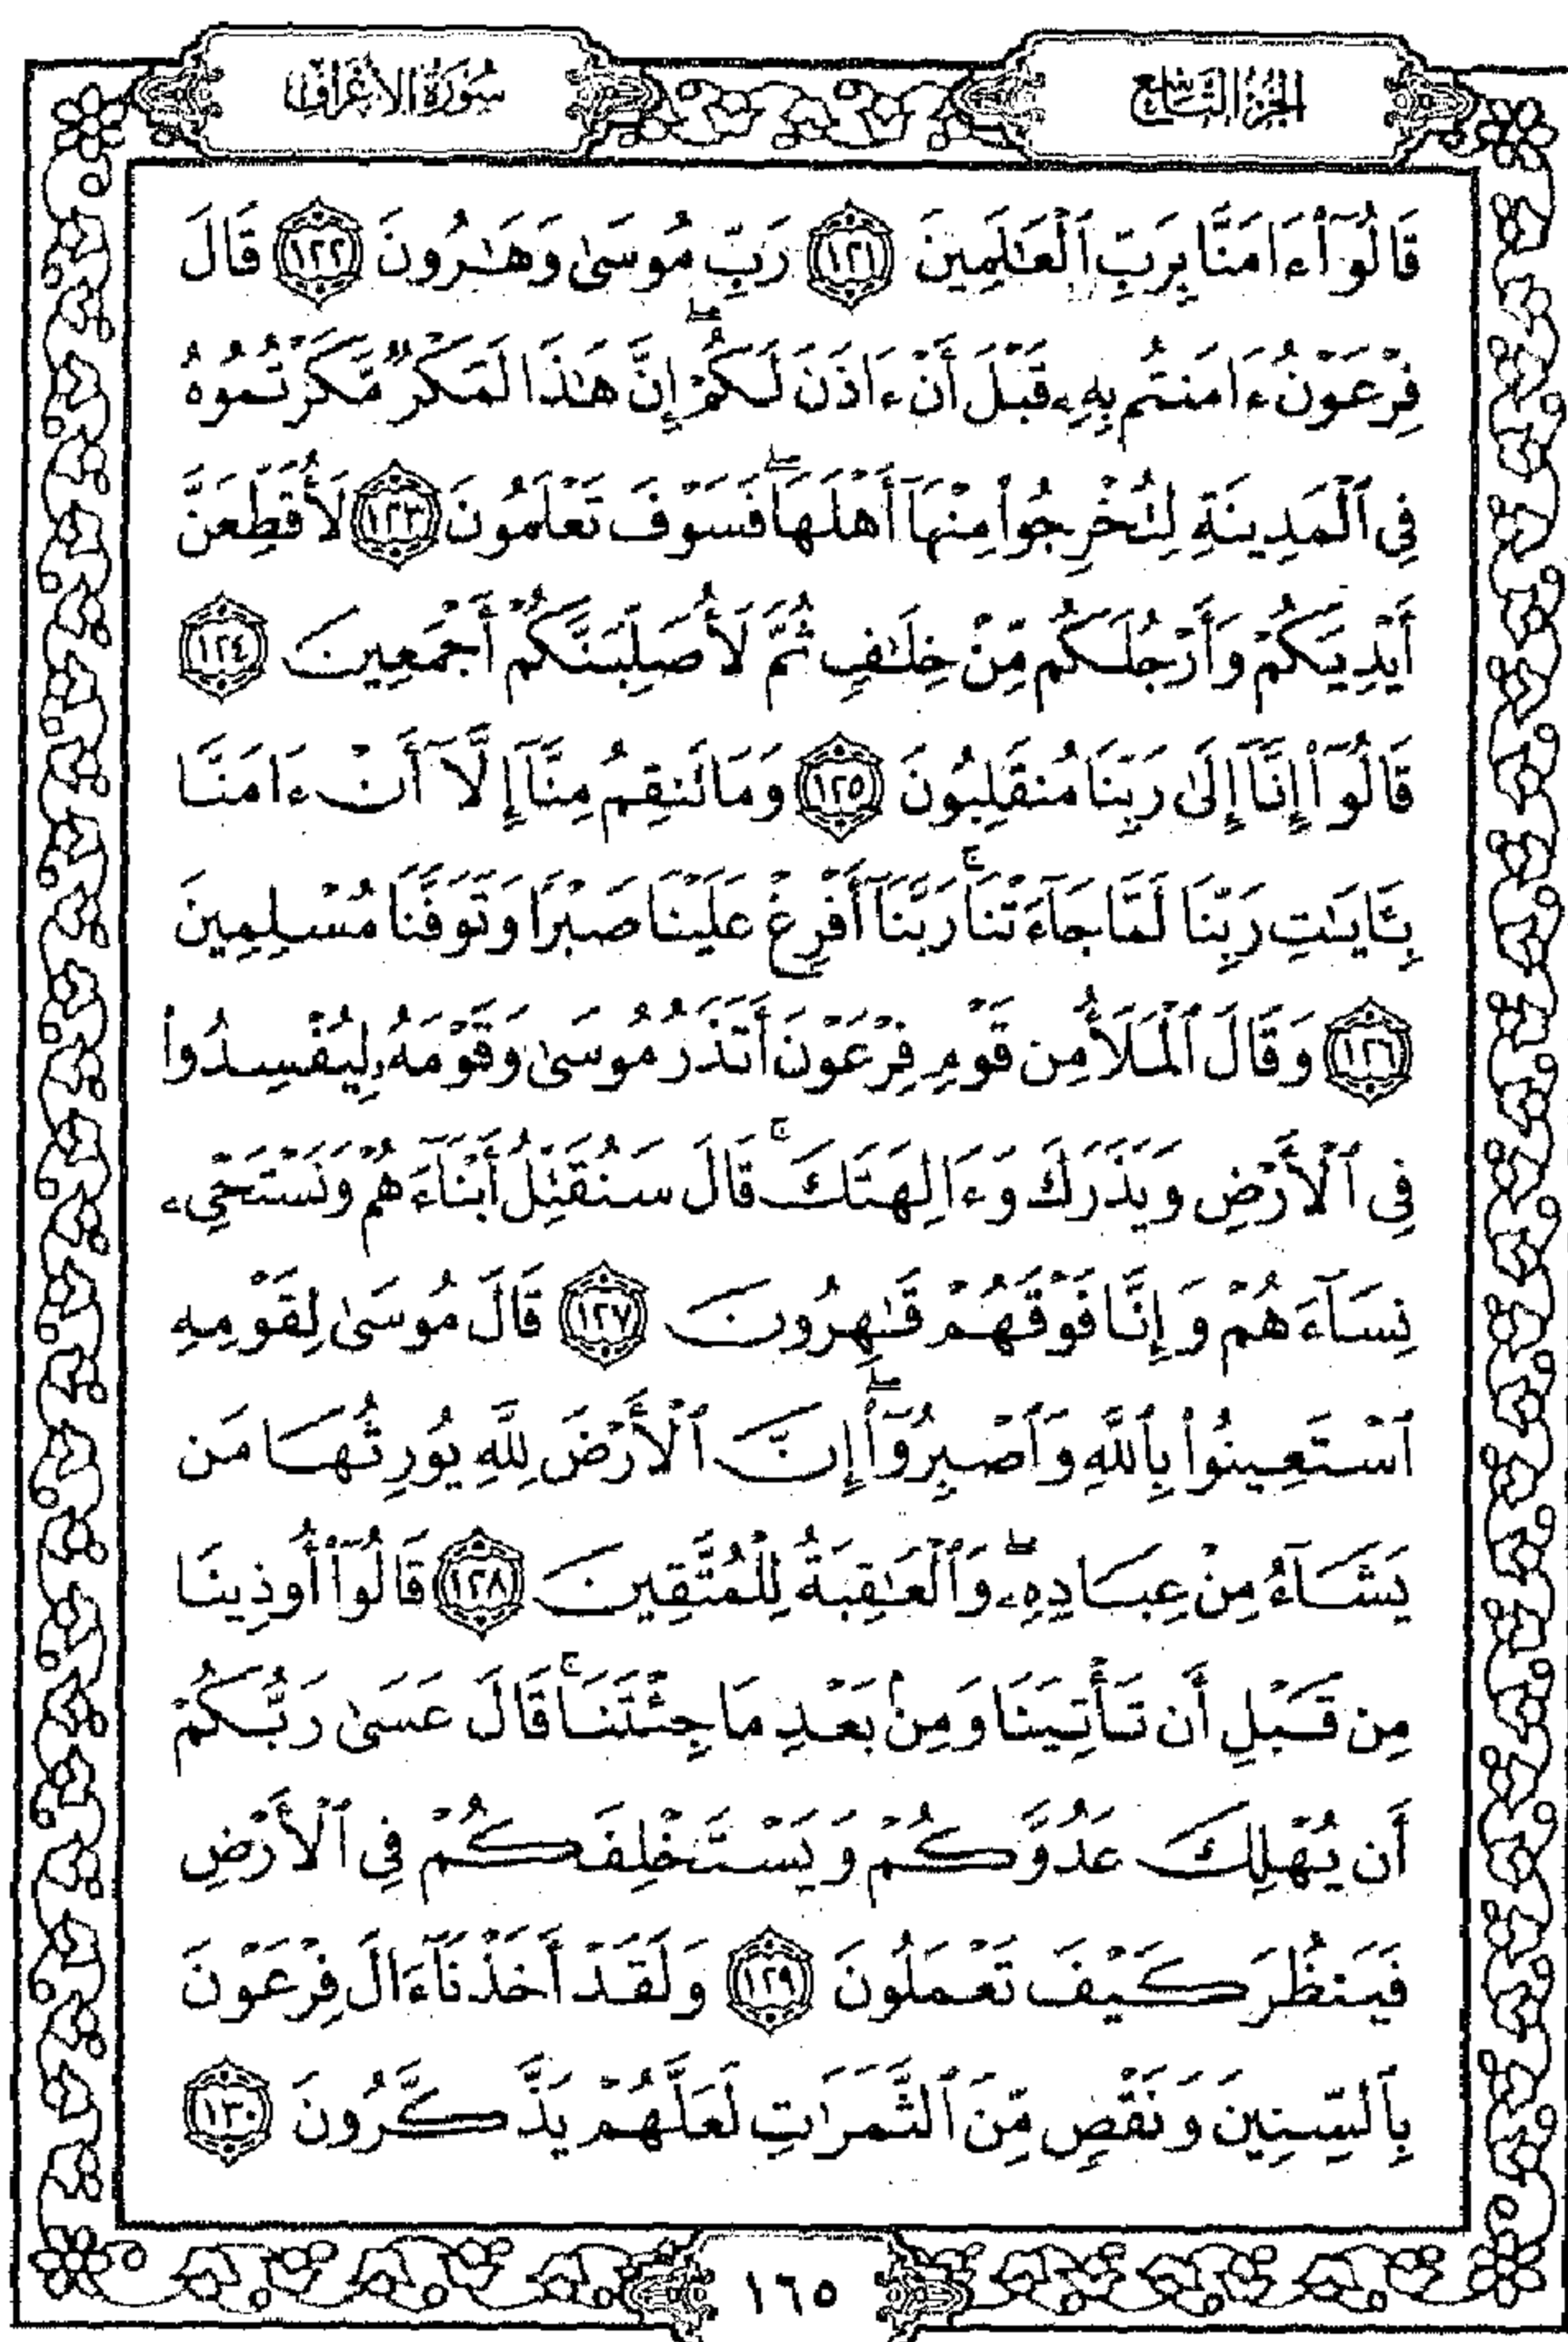 الجزء التاسع
سورة الأعراف
قَالُوٓا۟ ءَامَنَّا بِرَبِّ ٱلْعَٰلَمِينَ ١٢١ رَبِّ مُوسَىٰ وَهَٰرُونَ ١٢٢ قَالَ
فِرْعَوْنُ ءَامَنتُم بِهِۦ قَبْلَ أَنْ ءَاذَنَ لَكُمْ ۖ إِنَّ هَٰذَا لَمَكْرٌ مَّكَرْتُمُوهُ
فِى ٱلْمَدِينَةِ لِتُخْرِجُوا۟ مِنْهَآ أَهْلَهَا ۖ فَسَوْفَ تَعْلَمُونَ ١٢٣ لَأُقَطِّعَنَّ
أَيْدِيَكُمْ وَأَرْجُلَكُم مِّنْ خِلَٰفٍ ثُمَّ لَأُصَلِّبَنَّكُمْ أَجْمَعِينَ ١٢٤
قَالُوٓا۟ إِنَّآ إِلَىٰ رَبِّنَا مُنقَلِبُونَ ١٢٥ وَمَا تَنقِمُ مِنَّآ إِلَّآ أَنْ ءَامَنَّا
بِـَٔايَٰتِ رَبِّنَا لَمَّا جَآءَتْنَا ۚ رَبَّنَآ أَفْرِغْ عَلَيْنَا صَبْرًا وَتَوَفَّنَا مُسْلِمِينَ
١٢٦ وَقَالَ ٱلْمَلَأُ مِن قَوْمِ فِرْعَوْنَ أَتَذَرُ مُوسَىٰ وَقَوْمَهُۥ لِيُفْسِدُوا۟
فِى ٱلْأَرْضِ وَيَذَرَكَ وَءَالِهَتَكَ ۚ قَالَ سَنُقَتِّلُ أَبْنَآءَهُمْ وَنَسْتَحْىِۦ
نِسَآءَهُمْ وَإِنَّا فَوْقَهُمْ قَٰهِرُونَ ١٢٧ قَالَ مُوسَىٰ لِقَوْمِهِ
ٱسْتَعِينُوا۟ بِٱللَّهِ وَٱصْبِرُوٓا۟ ۖ إِنَّ ٱلْأَرْضَ لِلَّهِ يُورِثُهَا مَن
يَشَآءُ مِنْ عِبَادِهِۦ ۖ وَٱلْعَٰقِبَةُ لِلْمُتَّقِينَ ١٢٨ قَالُوٓا۟ أُوذِينَا
مِن قَبْلِ أَن تَأْتِيَنَا وَمِنۢ بَعْدِ مَا جِئْتَنَا ۚ قَالَ عَسَىٰ رَبُّكُمْ
أَن يُهْلِكَ عَدُوَّكُمْ وَيَسْتَخْلِفَكُمْ فِى ٱلْأَرْضِ
فَيَنظُرَ كَيْفَ تَعْمَلُونَ ١٢٩ وَلَقَدْ أَخَذْنَآ ءَالَ فِرْعَوْنَ
بِٱلسِّنِينَ وَنَقْصٍ مِّنَ ٱلثَّمَرَٰتِ لَعَلَّهُمْ يَذَّكَّرُونَ ١٣٠
١٦٥